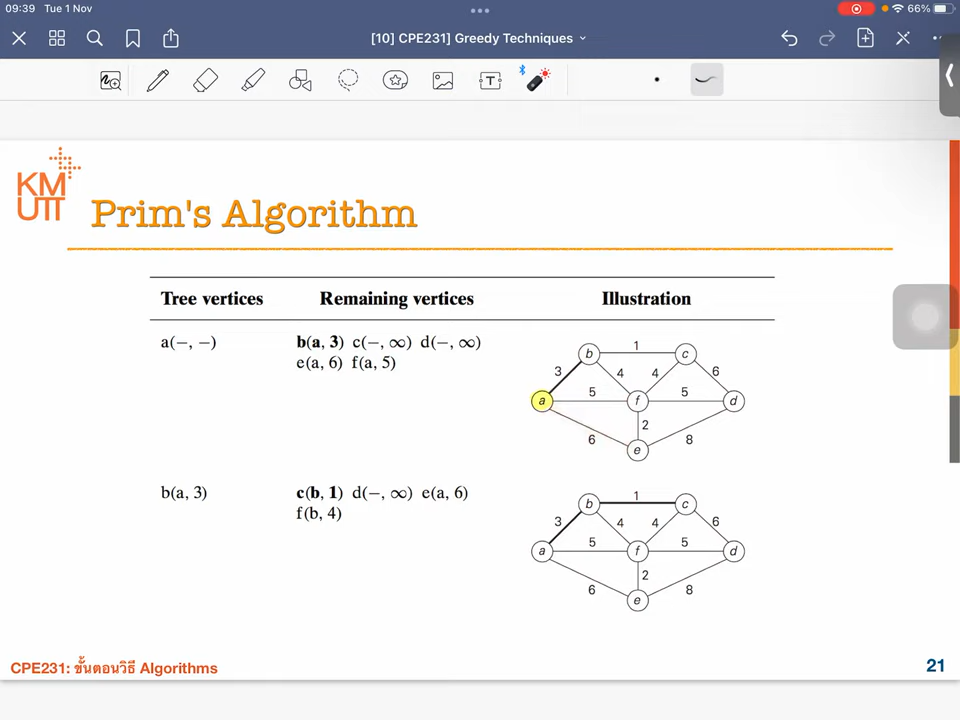 09:39 Tue 1 Nov
66%
[10] CPE231] Greedy Techniques
T
KM
UTT
Prim's Algorithm
Tree vertices Remaining vertices Illustration
a(−, −) b(a, 3) c(−, ∞) d(−, ∞)
e(a, 6) f(a, 5)
1
b c
3 4 4 6
5 5
a f d
2
6 8
e
b(a, 3) c(b, 1) d(−, ∞) e(a, 6)
f(b, 4)
1
b c
3 4 4 6
5 5
a f d
2
6 8
e
CPE231: ขั้นตอนวิธี Algorithms
21